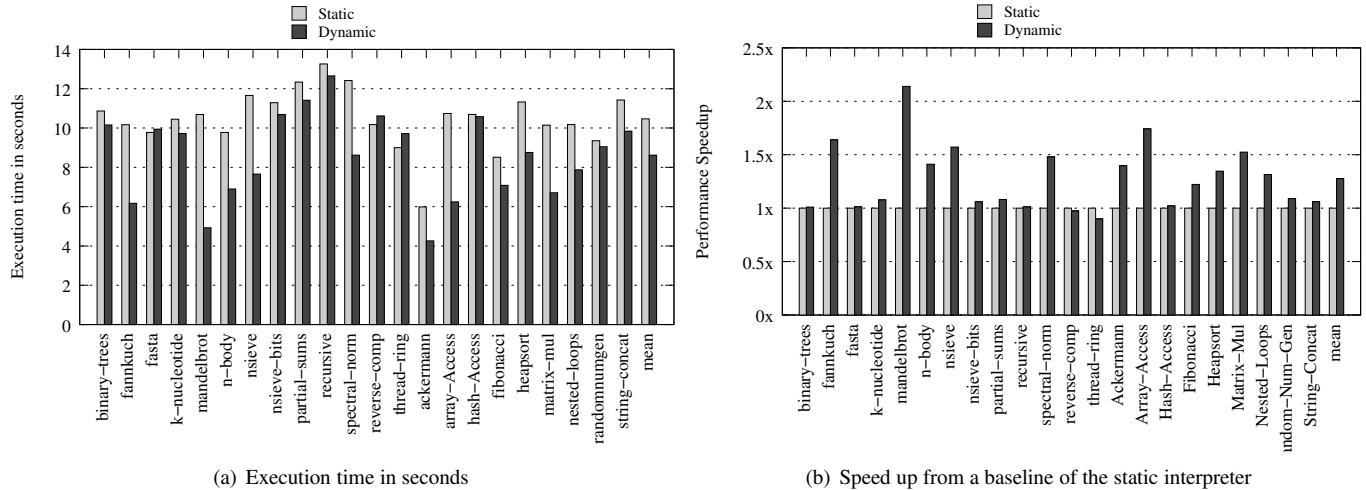 Static
Dynamic
14
12
10
8
6
4
2
0
Execution time in seconds
binary-trees
fannkuch
fasta
k-nucleotide
mandelbrot
n-body
nsieve
nsieve-bits
partial-sums
recursive
spectral-norm
reverse-comp
thread-ring
ackermann
array-Access
hash-Access
fibonacci
heapsort
matrix-mul
nested-loops
randomnumgen
string-concat
mean
(a) Execution time in seconds
Static
Dynamic
2.5x
2x
1.5x
1x
0.5x
0x
Performance Speedup
binary-trees
fannkuch
fasta
k-nucleotide
mandelbrot
n-body
nsieve
nsieve-bits
partial-sums
recursive
spectral-norm
reverse-comp
thread-ring
Ackermann
Array-Access
Hash-Access
Fibonacci
Heapsort
Matrix-Mul
Nested-Loops
ndom-Num-Gen
String-Concat
mean
(b) Speed up from a baseline of the static interpreter